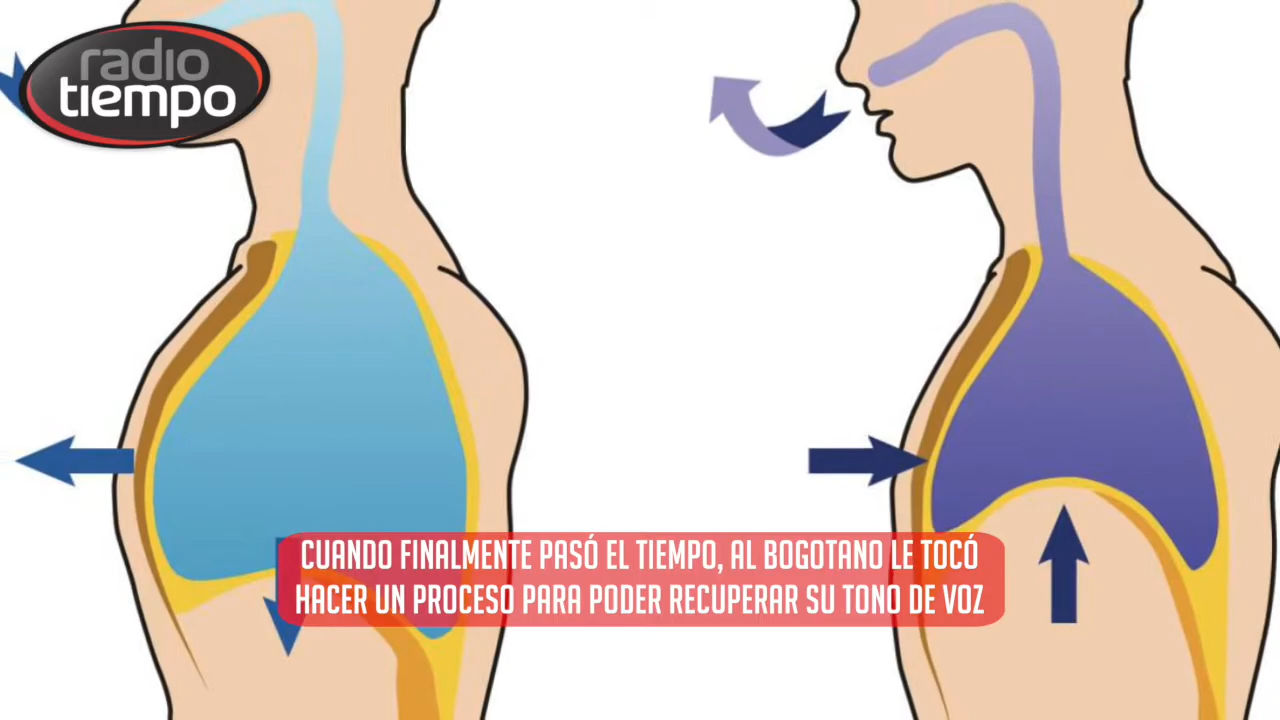 radio
tiempo
CUANDO FINALMENTE PASÓ EL TIEMPO, AL BOGOTANO LE TOCÓ
HACER UN PROCESO PARA PODER RECUPERAR SU TONO DE VOZ